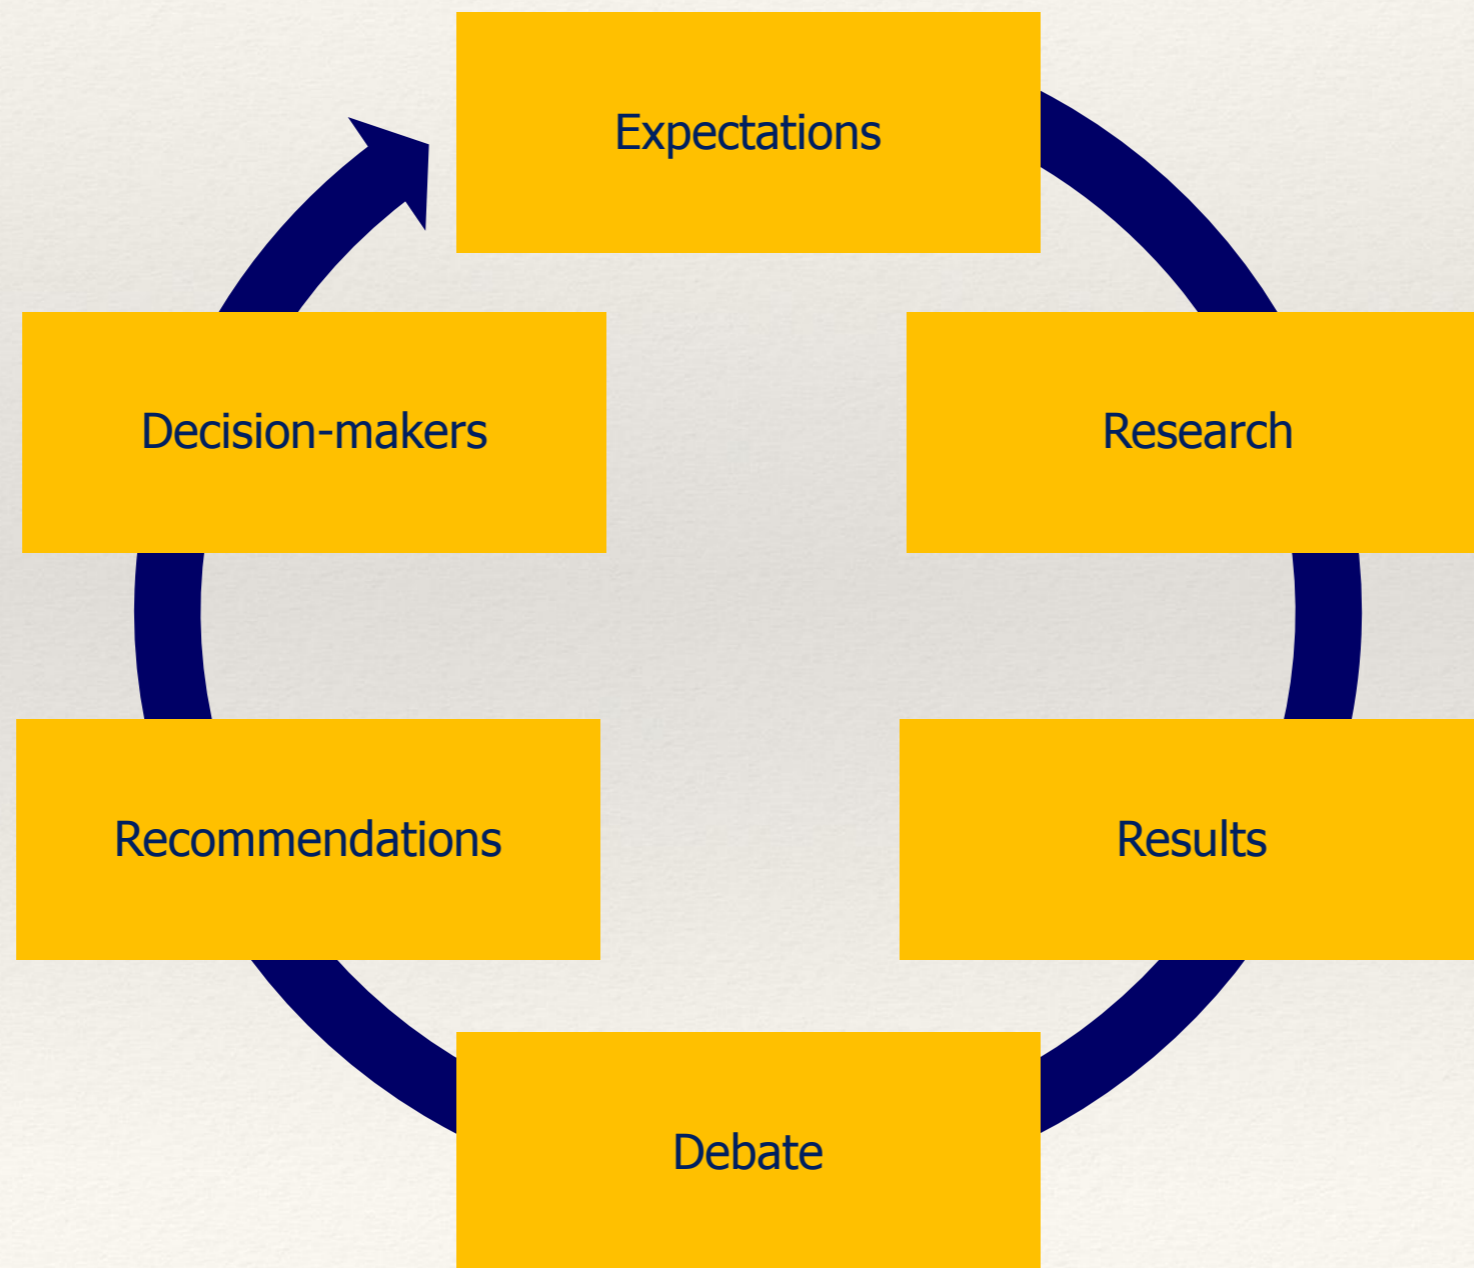 Expectations
Research
Results
Debate
Recommendations
Decision-makers